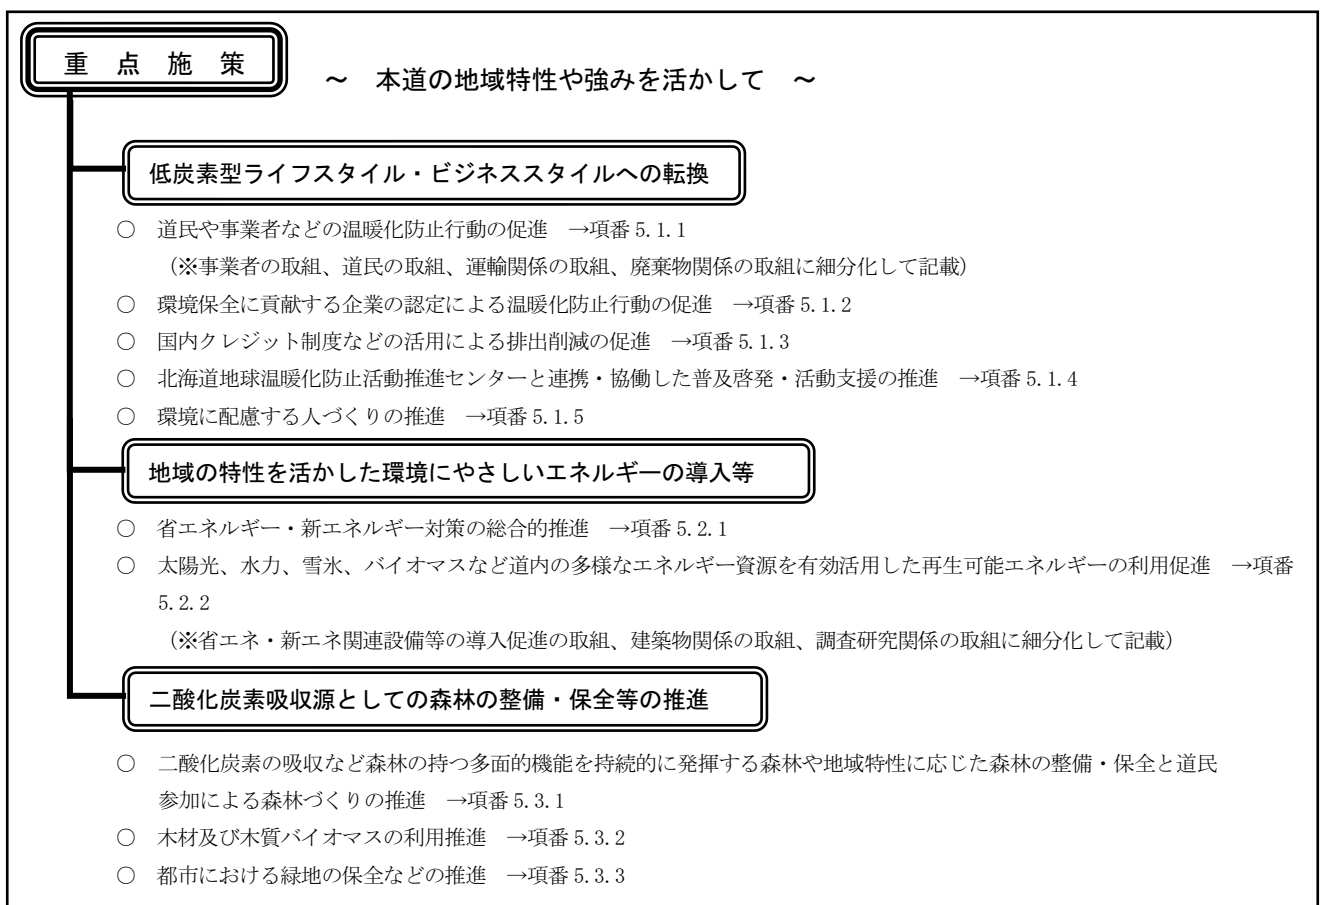 重 点 施 策
～ 本道の地域特性や強みを活かして ～
低炭素型ライフスタイル・ビジネススタイルへの転換
○ 道民や事業者などの温暖化防止行動の促進 →項番 5.1.1
（※事業者の取組、道民の取組、運輸関係の取組、廃棄物関係の取組に細分化して記載）
○ 環境保全に貢献する企業の認定による温暖化防止行動の促進 →項番 5.1.2
○ 国内クレジット制度などの活用による排出削減の促進 →項番 5.1.3
○ 北海道地球温暖化防止活動推進センターと連携・協働した普及啓発・活動支援の推進 →項番 5.1.4
○ 環境に配慮する人づくりの推進 →項番 5.1.5
地域の特性を活かした環境にやさしいエネルギーの導入等
○ 省エネルギー・新エネルギー対策の総合的推進 →項番 5.2.1
○ 太陽光、水力、雪氷、バイオマスなど道内の多様なエネルギー資源を有効活用した再生可能エネルギーの利用促進 →項番
5.2.2
（※省エネ・新エネ関連設備等の導入促進の取組、建築物関係の取組、調査研究関係の取組に細分化して記載）
二酸化炭素吸収源としての森林の整備・保全等の推進
○ 二酸化炭素の吸収など森林の持つ多面的機能を持続的に発揮する森林や地域特性に応じた森林の整備・保全と道民
参加による森林づくりの推進 →項番 5.3.1
○ 木材及び木質バイオマスの利用推進 →項番 5.3.2
○ 都市における緑地の保全などの推進 →項番 5.3.3